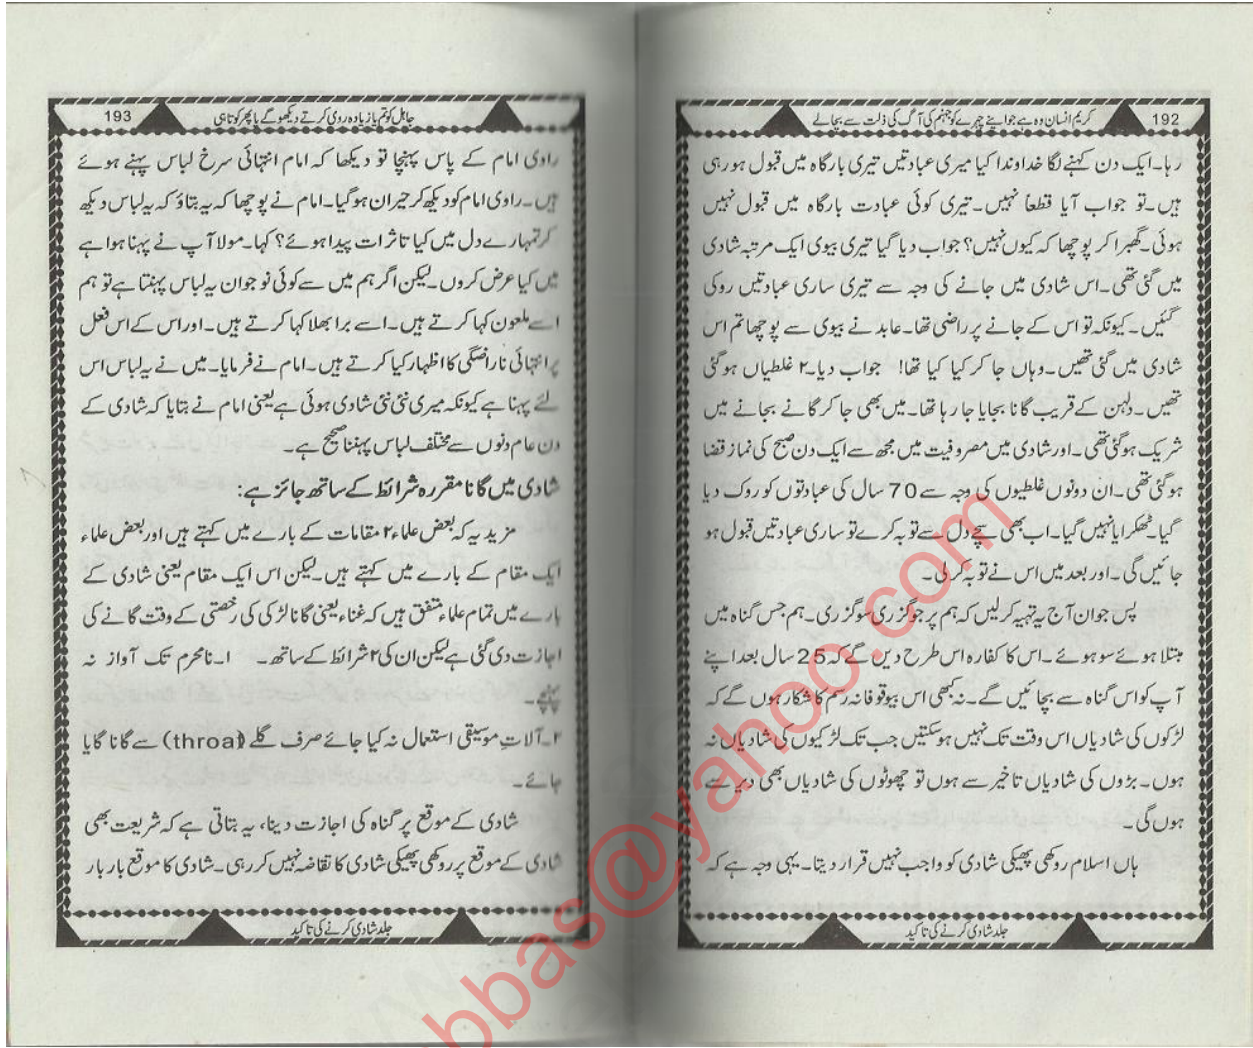 192
کریم انسان وہ ہے جو اپنے چہرے کو جہنم کی آگ کی ذلت سے بچالے
رہا۔ ایک دن کہنے لگا خداوندا کیا میری عبادتیں تیری بارگاہ میں قبول ہو رہی
ہیں۔ تو جواب آیا قطعاً نہیں۔ تیری کوئی عبادت بارگاہ میں قبول نہیں
ہوئی۔ گھبرا کر پوچھا کہ کیوں نہیں؟ جواب دیا گیا تیری بیوی ایک مرتبہ شادی
میں گئی تھی۔ اس شادی میں جانے کی وجہ سے تیری ساری عبادتیں روکی
گئیں۔ کیونکہ تو اس کے جانے پر راضی تھا۔ عابد نے بیوی سے پوچھا تم اس
شادی میں گئی تھیں۔ وہاں جا کر کیا کیا تھا! جواب دیا۔ ۲ غلطیاں ہو گئی
تھیں۔ دلہن کے قریب گانا بجایا جا رہا تھا۔ میں بھی جا کر گانے بجانے میں
شریک ہو گئی تھی۔ اور شادی میں مصروفیت میں مجھ سے ایک دن صبح کی نماز قضا
ہو گئی تھی۔ ان دونوں غلطیوں کی وجہ سے 70 سال کی عبادتوں کو روک دیا
گیا۔ ٹھکرایا نہیں گیا۔ اب بھی سچے دل سے توبہ کرے تو ساری عبادتیں قبول ہو
جائیں گی۔ اور بعد میں اس نے توبہ کر لی۔
پس جوان آج یہ تہیہ کر لیں کہ ہم پر جو گزری سو گزری۔ ہم جس گناہ میں
مبتلا ہوئے سو ہوئے۔ اس کا کفارہ اس طرح دیں گے کہ 25 سال بعد اپنے
آپ کو اس گناہ سے بچائیں گے۔ نہ کبھی اس بیوقوفانہ رسم کا شکار ہوں گے کہ
لڑکوں کی شادیاں اس وقت تک نہیں ہو سکتیں جب تک لڑکیوں کی شادیاں نہ
ہوں۔ بڑوں کی شادیاں تاخیر سے ہوں تو چھوٹوں کی شادیاں بھی دیر سے
ہوں گی۔
ہاں اسلام روکھی پھیکی شادی کو واجب نہیں قرار دیتا۔ یہی وجہ ہے کہ
جلد شادی کرنے کی تاکید
193
جاہل کو تم یا زیادہ روی کرتے دیکھو گے یا پھر کوتاہی
راوی امام کے پاس پہنچا تو دیکھا کہ امام انتہائی سرخ لباس پہنے ہوئے
ہیں۔ راوی امام کو دیکھ کر حیران ہو گیا۔ امام نے پوچھا کہ یہ بتاؤ کہ یہ لباس دیکھ
کر تمہارے دل میں کیا تاثرات پیدا ہوئے؟ کہا۔ مولا آپ نے پہنا ہوا ہے
میں کیا عرض کروں۔ لیکن اگر ہم میں سے کوئی نوجوان یہ لباس پہنتا ہے تو ہم
اسے ملعون کہا کرتے ہیں۔ اسے برا بھلا کہا کرتے ہیں۔ اور اس کے اس فعل
پر انتہائی ناراضگی کا اظہار کیا کرتے ہیں۔ امام نے فرمایا۔ میں نے یہ لباس اس
لئے پہنا ہے کیونکہ میری نئی نئی شادی ہوئی ہے یعنی امام نے بتایا کہ شادی کے
دن عام دنوں سے مختلف لباس پہننا صحیح ہے۔
شادی میں گانا مقررہ شرائط کے ساتھ جائز ہے:
مزید یہ کہ بعض علماء ۲ مقامات کے بارے میں کہتے ہیں اور بعض علماء
ایک مقام کے بارے میں کہتے ہیں۔ لیکن اس ایک مقام یعنی شادی کے
بارے میں تمام علماء متفق ہیں کہ غناء یعنی گانا لڑکی کی رخصتی کے وقت گانے کی
اجازت دی گئی ہے لیکن ان کی ۲ شرائط کے ساتھ۔ ۱۔ نامحرم تک آواز نہ
پہنچے۔
۲۔ آلاتِ موسیقی استعمال نہ کیا جائے صرف گلے (throat) سے گانا گایا
جائے۔
شادی کے موقع پر گناہ کی اجازت دینا، یہ بتاتی ہے کہ شریعت بھی
شادی کے موقع پر روکھی پھیکی شادی کا تقاضہ نہیں کر رہی۔ شادی کا موقع بار بار
جلد شادی کرنے کی تاکید
bbas@yahoo.com